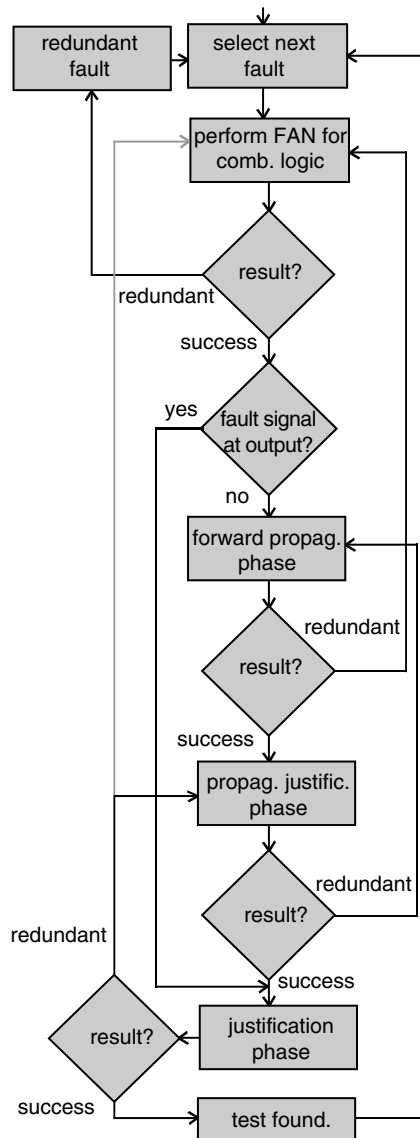 redundant
fault
select next
fault
perform FAN for
comb. logic
result?
redundant
success
yes
fault signal
at output?
no
forward propag.
phase
redundant
result?
success
propag. justific.
phase
redundant
result?
redundant
success
result?
justification
phase
success
test found.